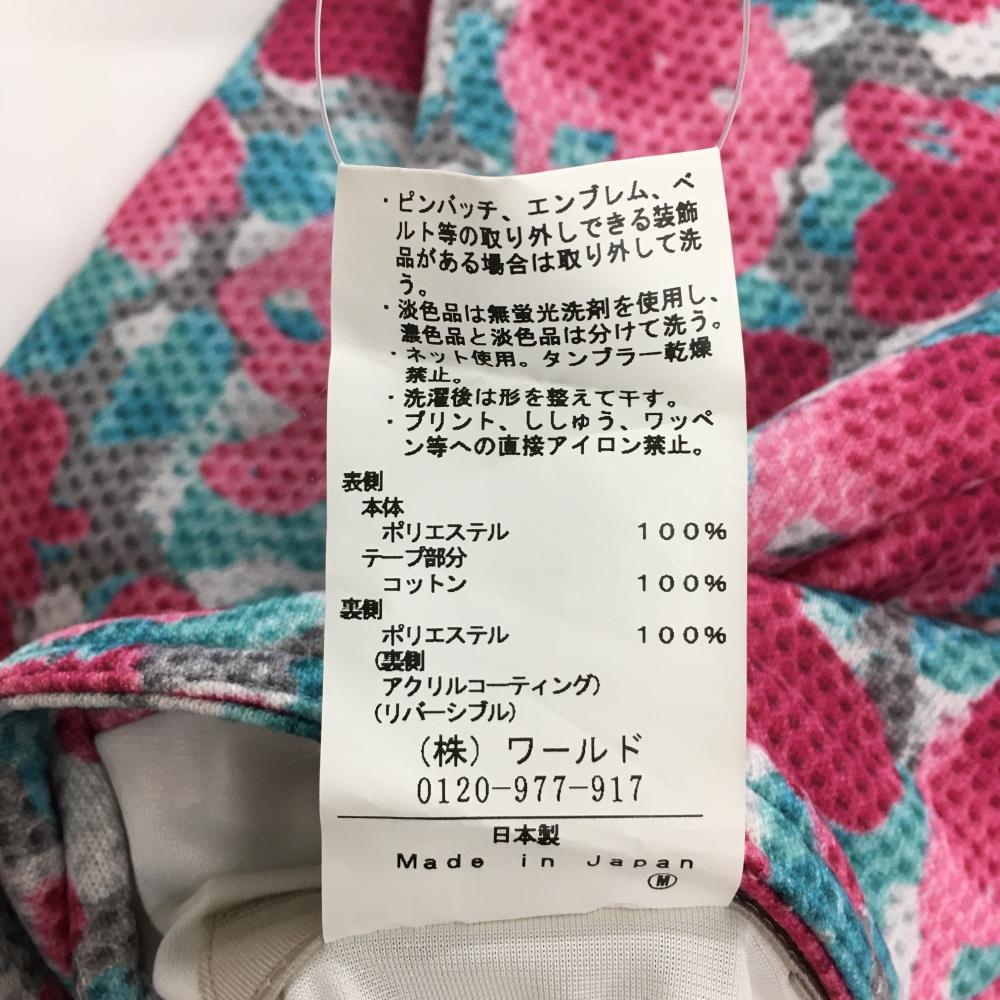 ・ピンバッチ、エンブレム、ベ
ルト等の取り外しできる装飾
品がある場合は取り外して洗
う。
・淡色品は無蛍光洗剤を使用し、
濃色品と淡色品は分けて洗う。
・ネット使用。タンブラー乾燥
禁止。
・洗濯後は形を整えて干す。
・プリント、ししゅう、ワッペ
ン等への直接アイロン禁止。
表側
本体
ポリエステル 100%
テープ部分
コットン 100%
裏側
ポリエステル 100%
(裏側
アクリルコーティング)
(リバーシブル)
(株) ワールド
0120-977-917
日本製
Made in Japan
Ⓜ